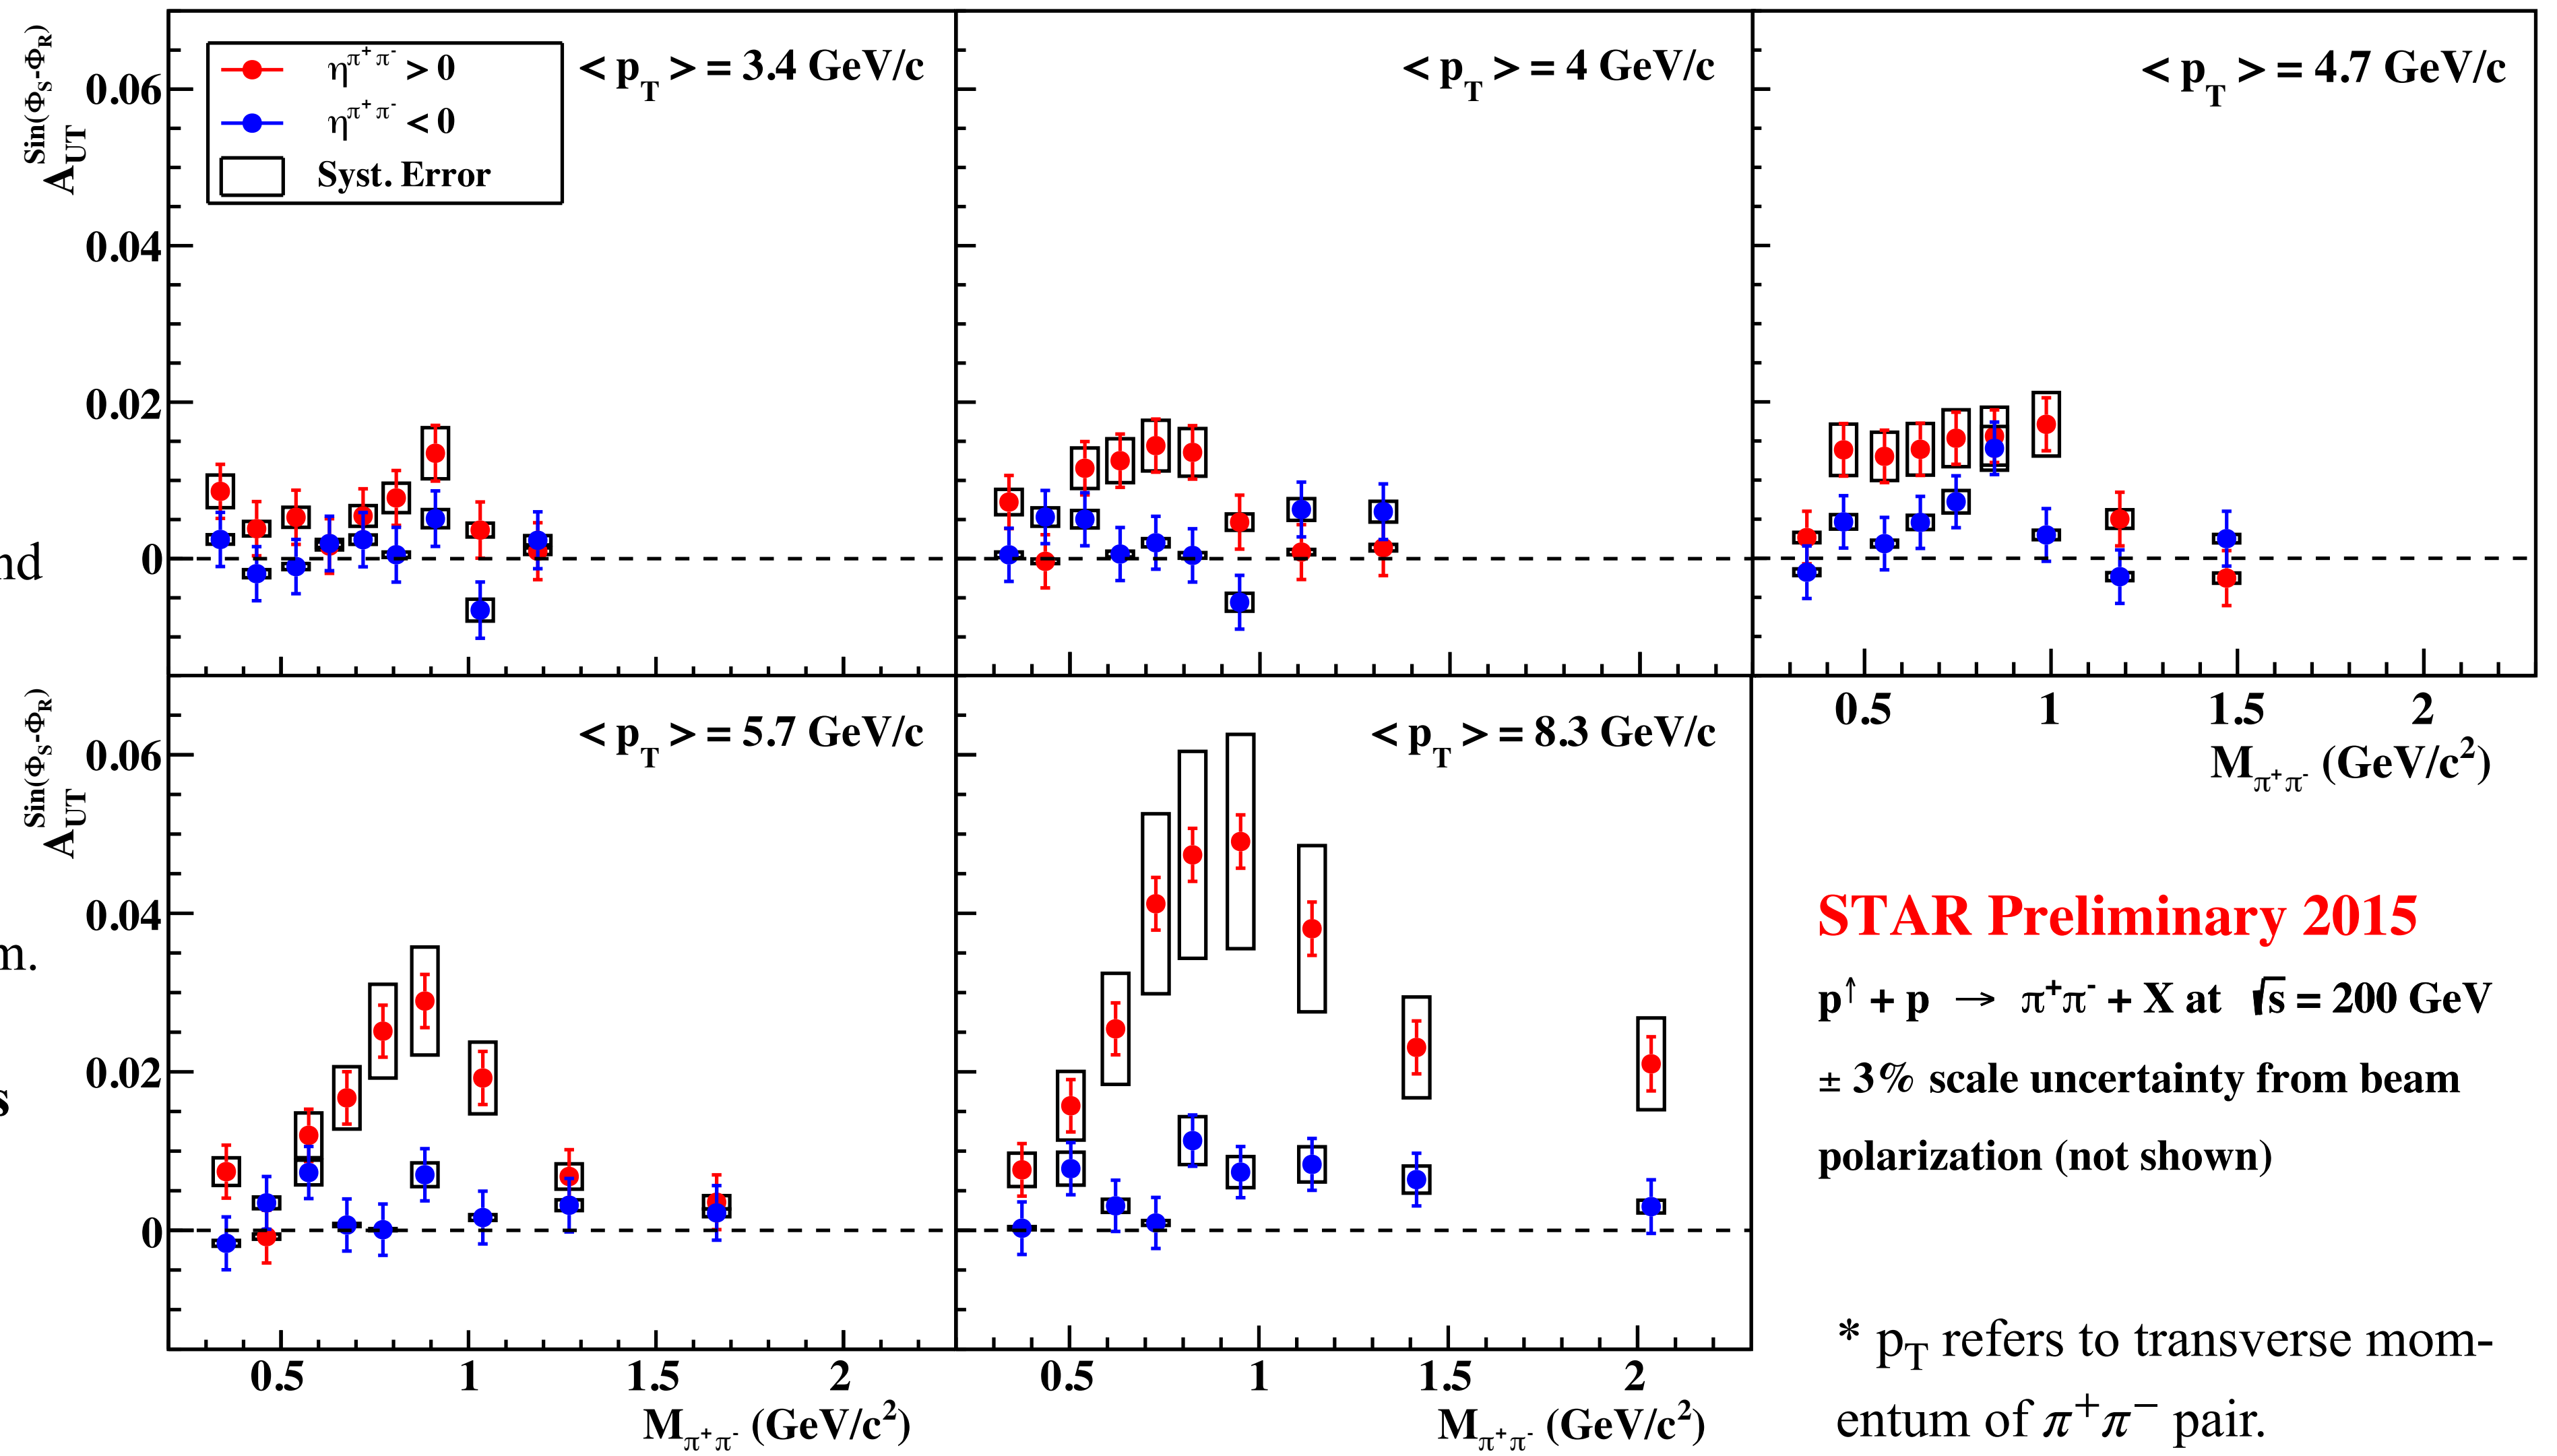 A_UT^Sin(Φ_S-Φ_R)
0.06
0.04
0.02
0
η^π⁺π⁻ > 0
η^π⁺π⁻ < 0
Syst. Error
< p_T > = 3.4 GeV/c
< p_T > = 4 GeV/c
< p_T > = 4.7 GeV/c
nd
0.5 1 1.5 2
M_π⁺π⁻ (GeV/c²)
A_UT^Sin(Φ_S-Φ_R)
0.06
0.04
0.02
0
< p_T > = 5.7 GeV/c
< p_T > = 8.3 GeV/c
m.
s
0.5 1 1.5 2
M_π⁺π⁻ (GeV/c²)
0.5 1 1.5 2
M_π⁺π⁻ (GeV/c²)
STAR Preliminary 2015
p↑ + p → π⁺π⁻ + X at √s = 200 GeV
± 3% scale uncertainty from beam
polarization (not shown)
* p_T refers to transverse mom-
entum of π⁺π⁻ pair.